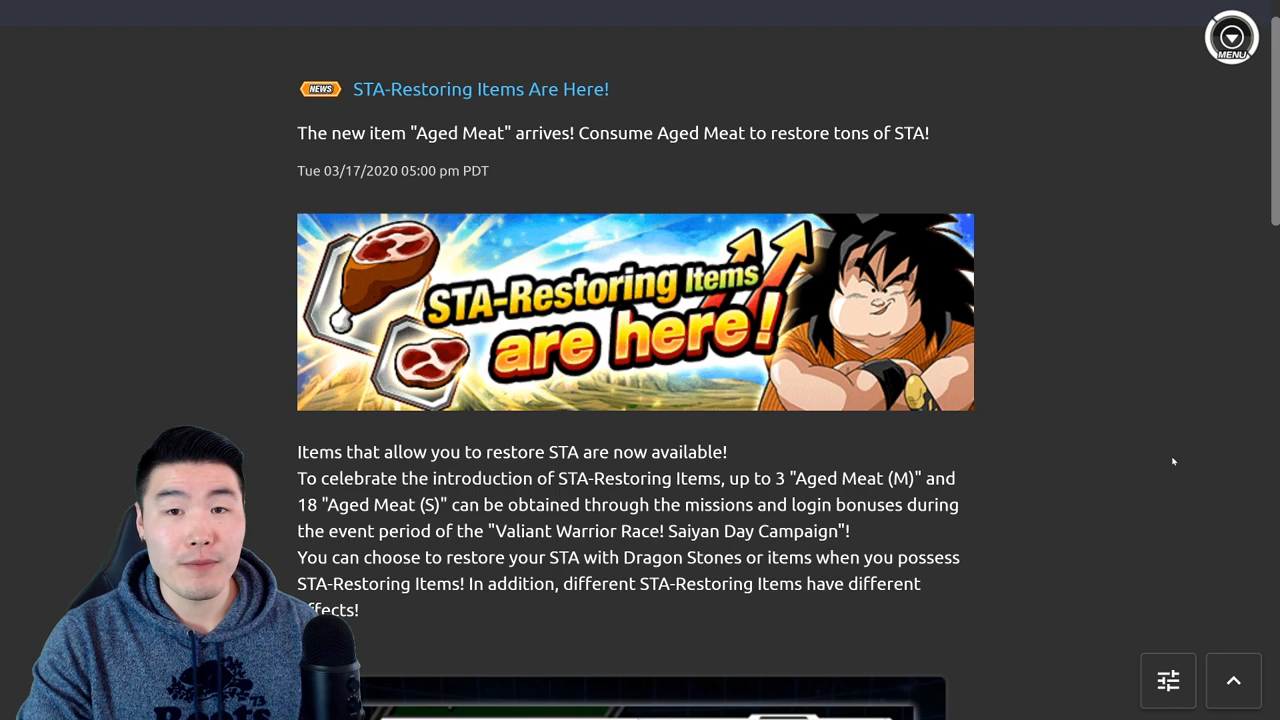 MENU
NEWS STA-Restoring Items Are Here!
The new item "Aged Meat" arrives! Consume Aged Meat to restore tons of STA!
Tue 03/17/2020 05:00 pm PDT
STA-Restoring Items
are here!
Items that allow you to restore STA are now available!
To celebrate the introduction of STA-Restoring Items, up to 3 "Aged Meat (M)" and
18 "Aged Meat (S)" can be obtained through the missions and login bonuses during
the event period of the "Valiant Warrior Race! Saiyan Day Campaign"!
You can choose to restore your STA with Dragon Stones or items when you possess
STA-Restoring Items! In addition, different STA-Restoring Items have different
effects!
Roots